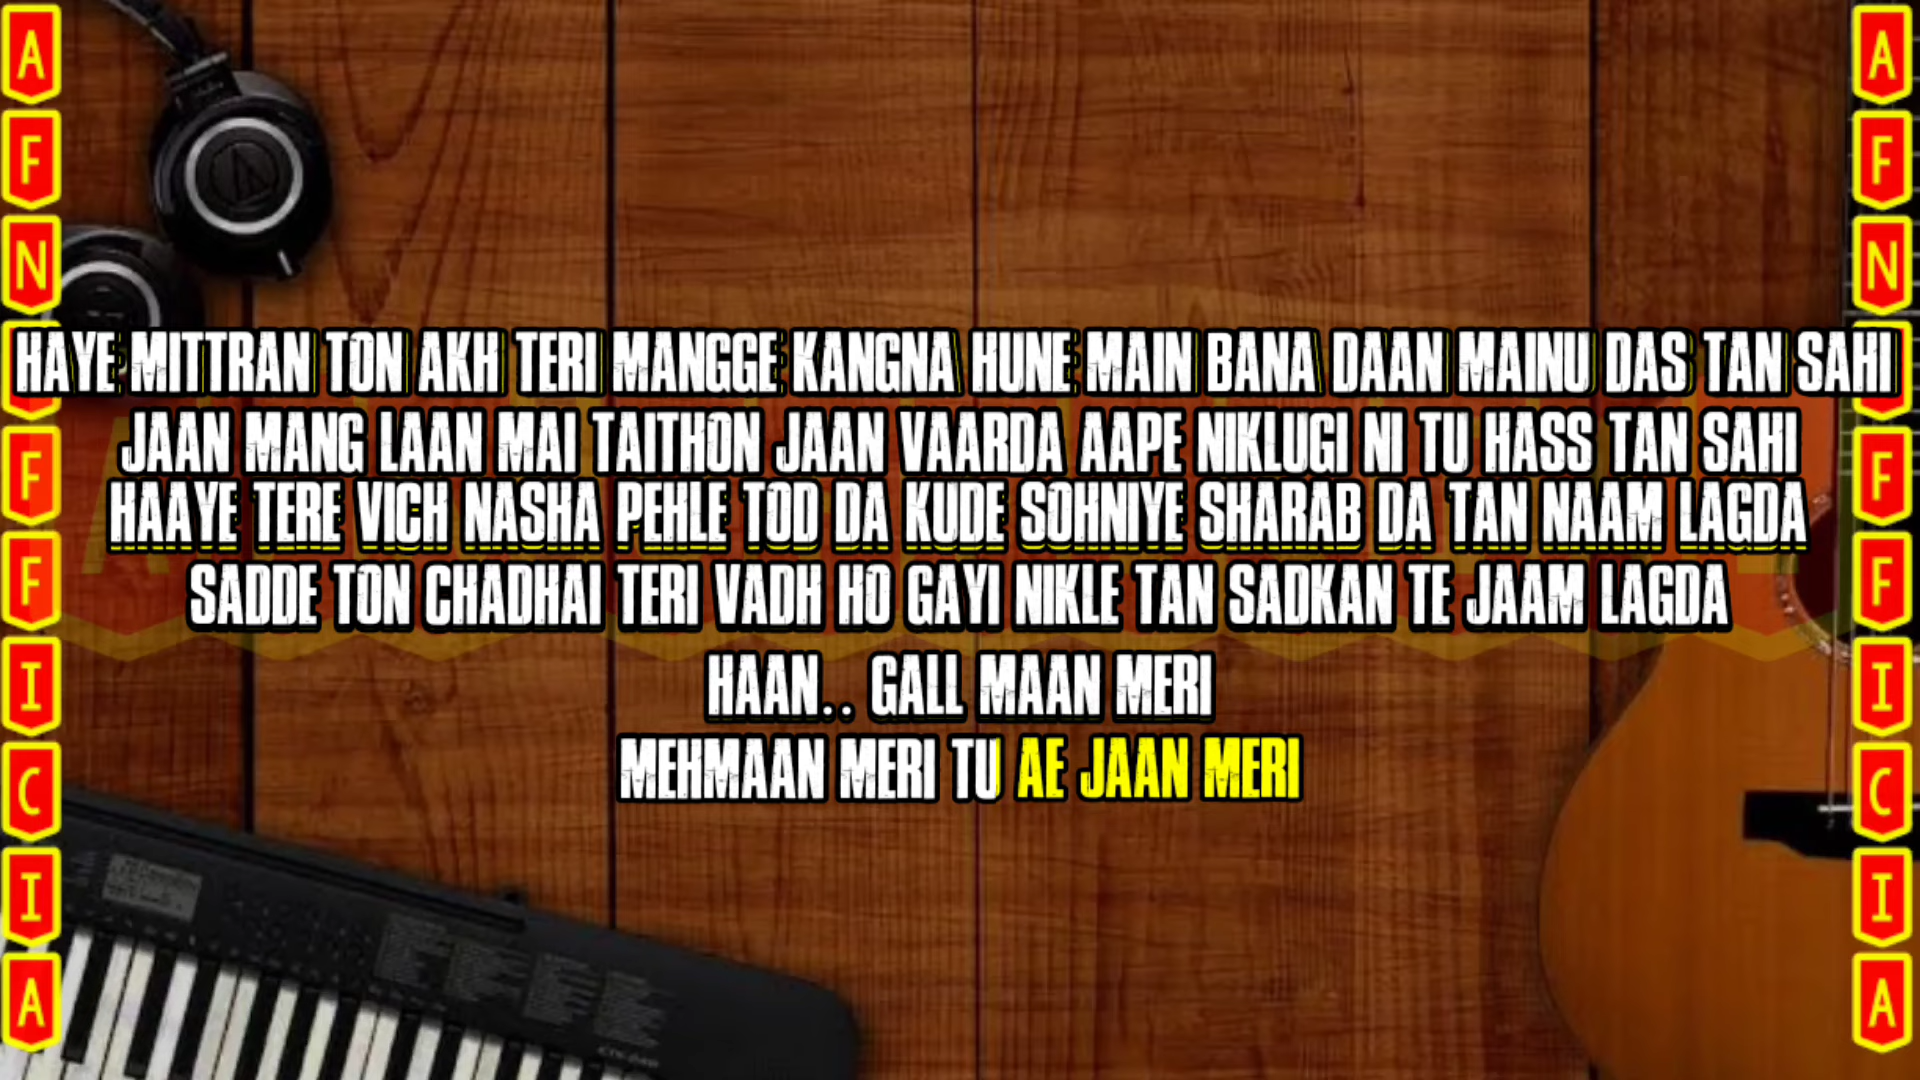 HAYE MITTRAN TON AKH TERI MANGGE KANGNA HUNE MAIN BANA DAAN MAINU DAS TAN SAHI
JAAN MANG LAAN MAI TAITHON JAAN VAARDA AAPE NIKLUGI NI TU HASS TAN SAHI
HAAYE TERE VICH NASHA PEHLE TOD DA KUDE SOHNIYE SHARAB DA TAN NAAM LAGDA
SADDE TON CHADHAI TERI VADH HO GAYI NIKLE TAN SADKAN TE JAAM LAGDA
HAAN.. GALL MAAN MERI
MEHMAAN MERI TU AE JAAN MERI
A
F
N
F
F
I
C
I
A
A
F
N
F
F
I
C
I
A